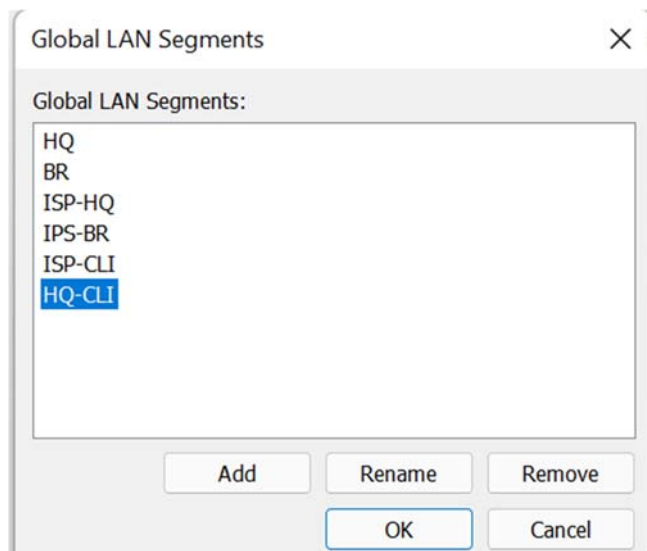 Global LAN Segments
Global LAN Segments:
HQ
BR
ISP-HQ
IPS-BR
ISP-CLI
HQ-CLI
Add Rename Remove
OK Cancel